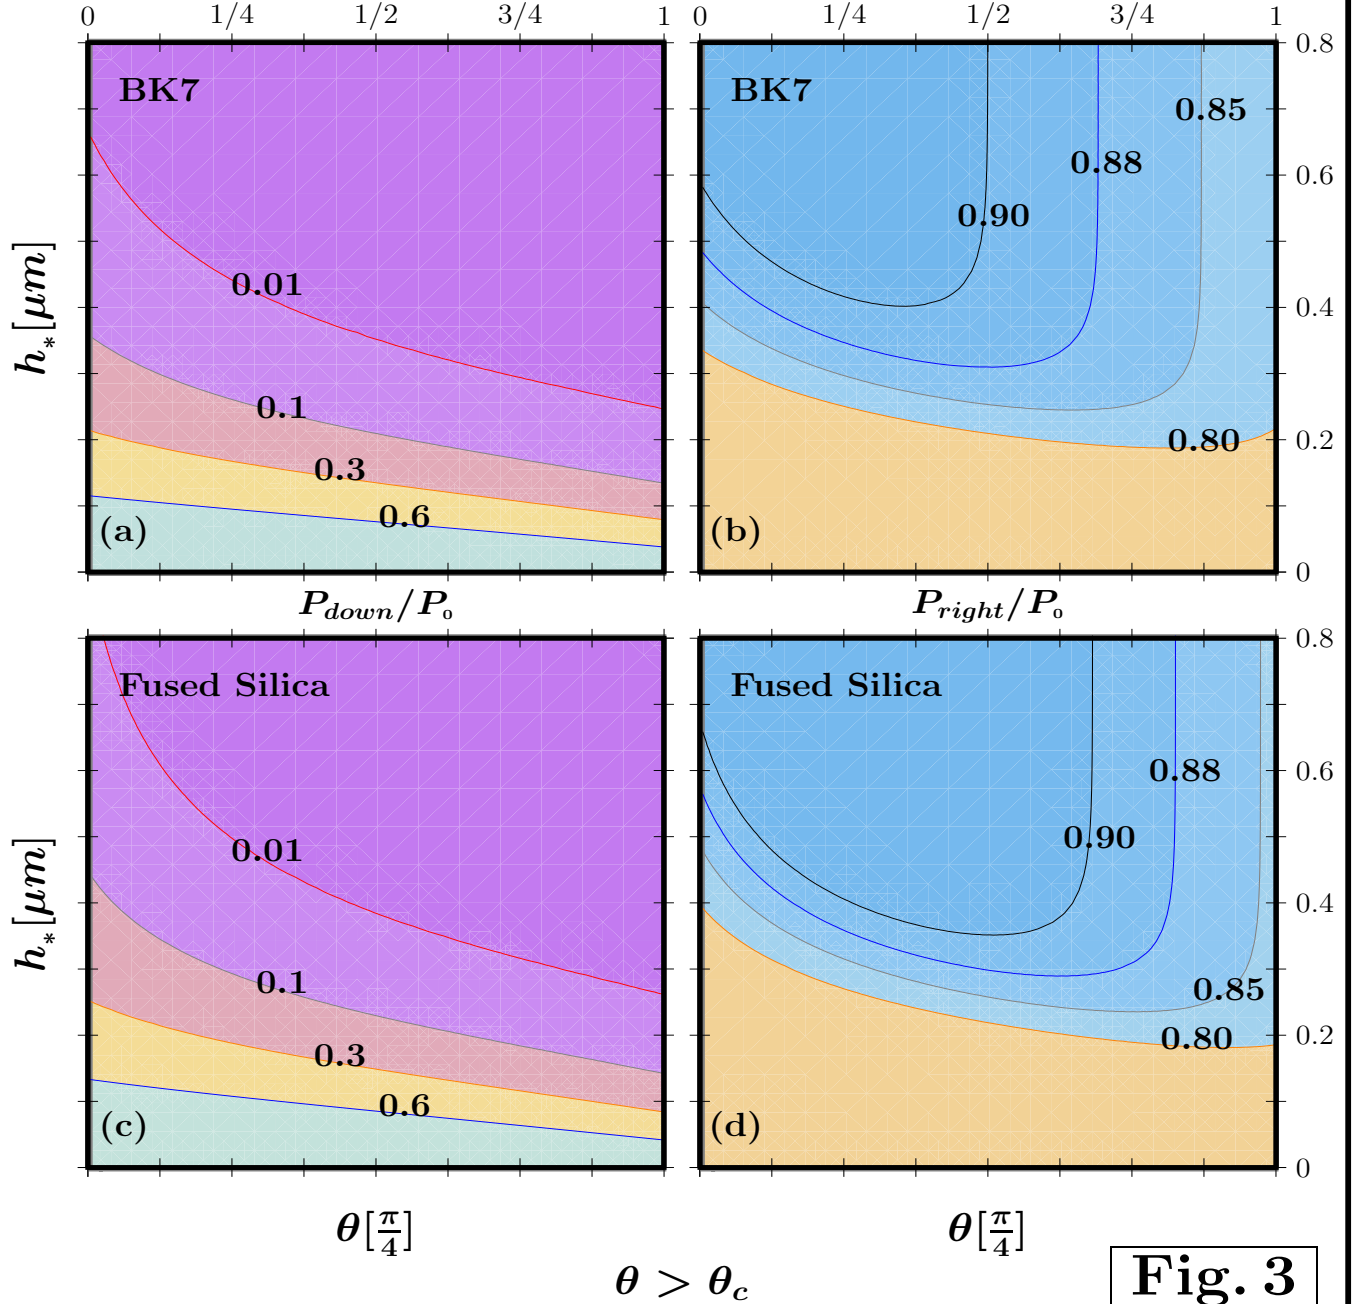 0 1/4 1/2 3/4 1 0 1/4 1/2 3/4 1
BK7 BK7 0.8
0.85
0.88
0.6
0.90
0.01
h*[μm] 0.4
0.1
0.80 0.2
0.3
0.6
(a) (b)
0
P_down/P_0 P_right/P_0
0.8
Fused Silica Fused Silica
0.88 0.6
0.90
0.01
h*[μm] 0.4
0.1 0.85
0.80 0.2
0.3
0.6
(c) (d)
0
θ[π/4] θ[π/4]
θ > θ_c
Fig. 3